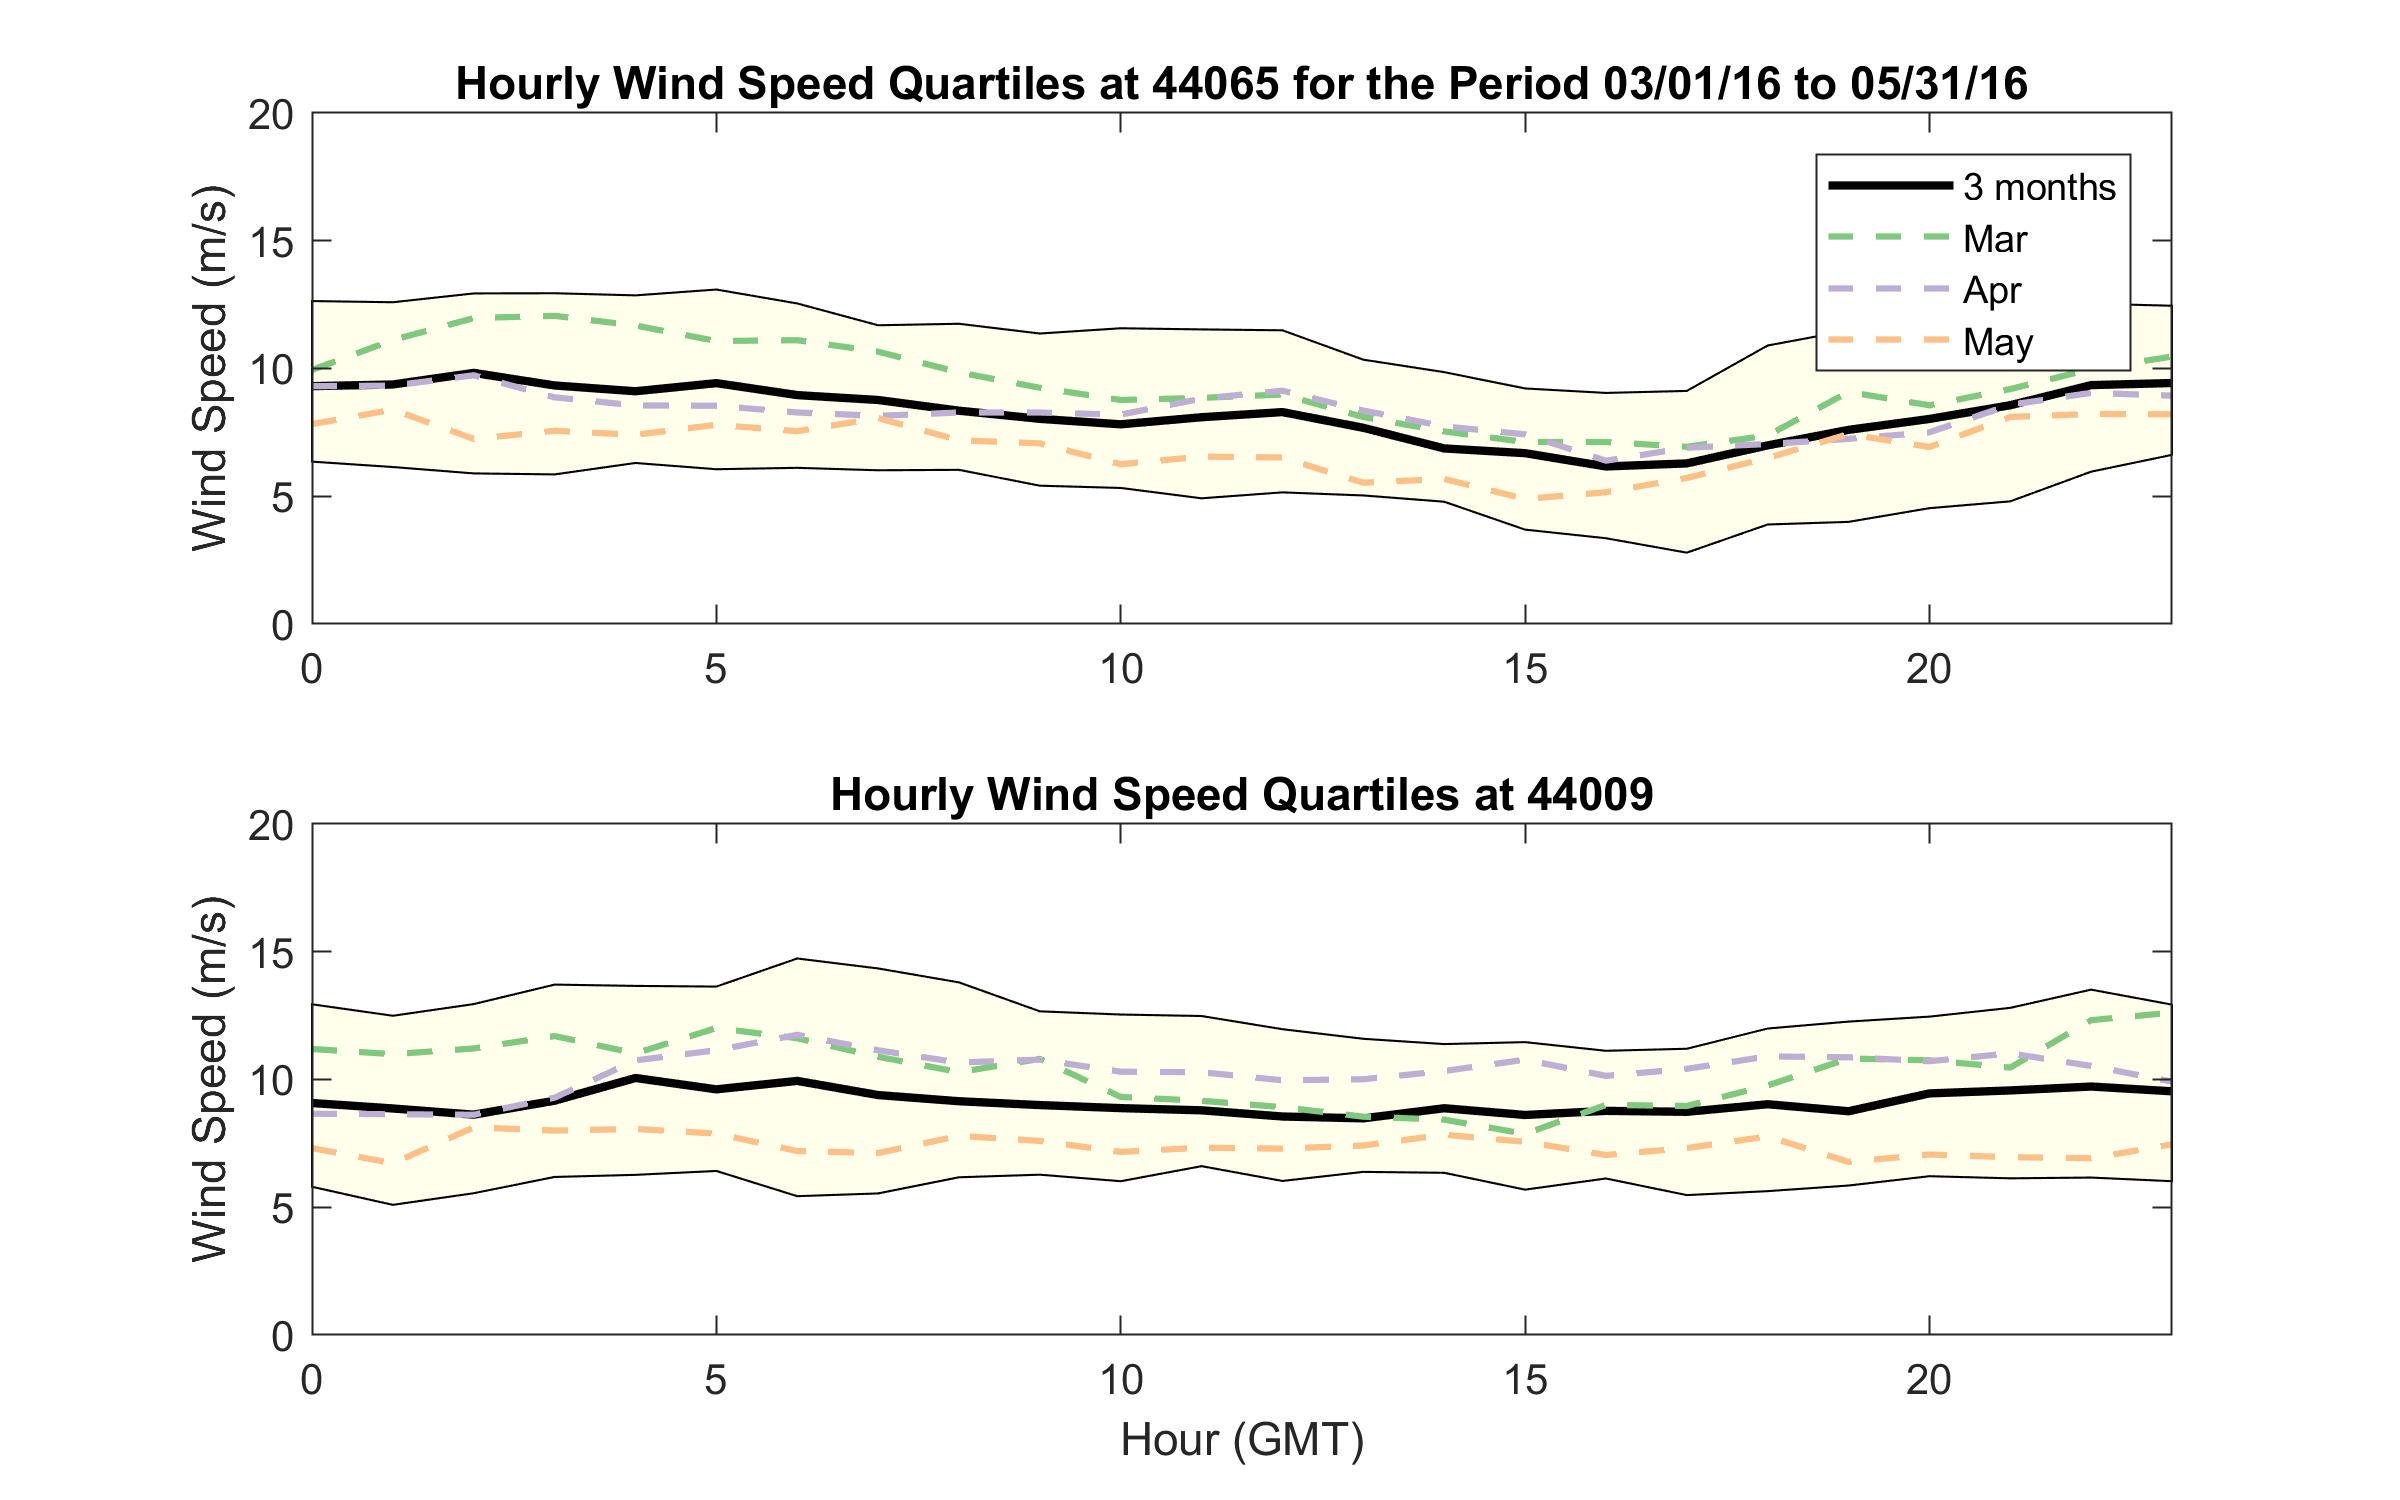 Hourly Wind Speed Quartiles at 44065 for the Period 03/01/16 to 05/31/16
20
15
10
5
0
Wind Speed (m/s)
3 months
Mar
Apr
May
0 5 10 15 20
Hourly Wind Speed Quartiles at 44009
20
15
10
5
0
Wind Speed (m/s)
0 5 10 15 20
Hour (GMT)